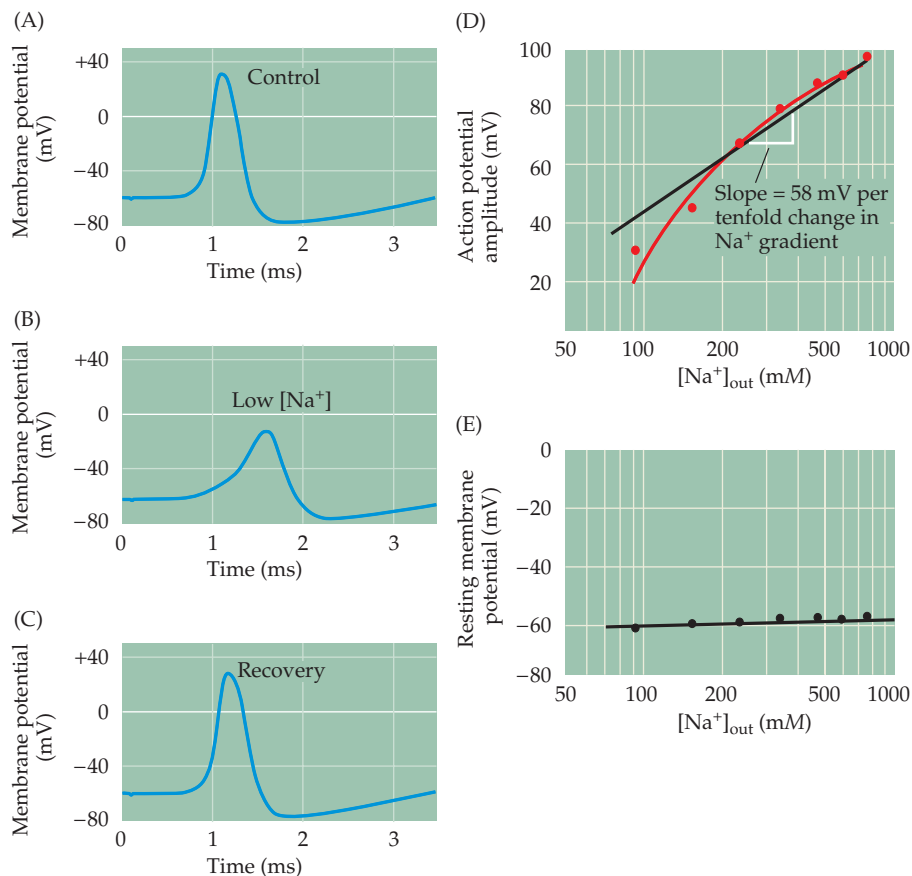 (A)
Membrane potential
(mV)
+40
0
−40
−80
Control
0
1
2
3
Time (ms)
(B)
Membrane potential
(mV)
+40
0
−40
−80
Low [Na+]
0
1
2
3
Time (ms)
(C)
Membrane potential
(mV)
+40
0
−40
−80
Recovery
0
1
2
3
Time (ms)
(D)
Action potential
amplitude (mV)
100
80
60
40
20
Slope = 58 mV per
tenfold change in
Na+ gradient
50
100
200
500
1000
[Na+]out (mM)
(E)
Resting membrane
potential (mV)
0
−20
−40
−60
−80
50
100
200
500
1000
[Na+]out (mM)